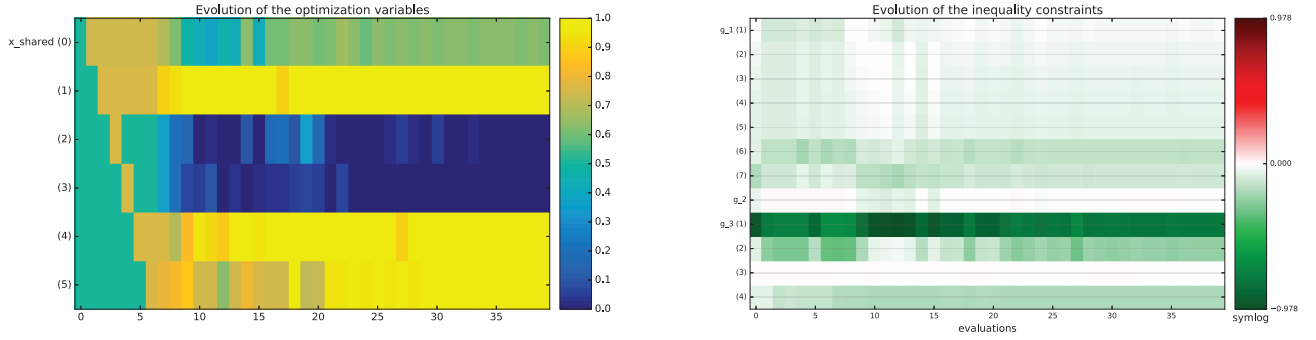 Evolution of the optimization variables
x_shared (0)
(1)
(2)
(3)
(4)
(5)
0 5 10 15 20 25 30 35
1.0
0.9
0.8
0.7
0.6
0.5
0.4
0.3
0.2
0.1
0.0
Evolution of the inequality constraints
g_1 (1)
(2)
(3)
(4)
(5)
(6)
(7)
g_2
g_3 (1)
(2)
(3)
(4)
0 5 10 15 20 25 30 35
evaluations
0.978
0.000
−0.978
symlog